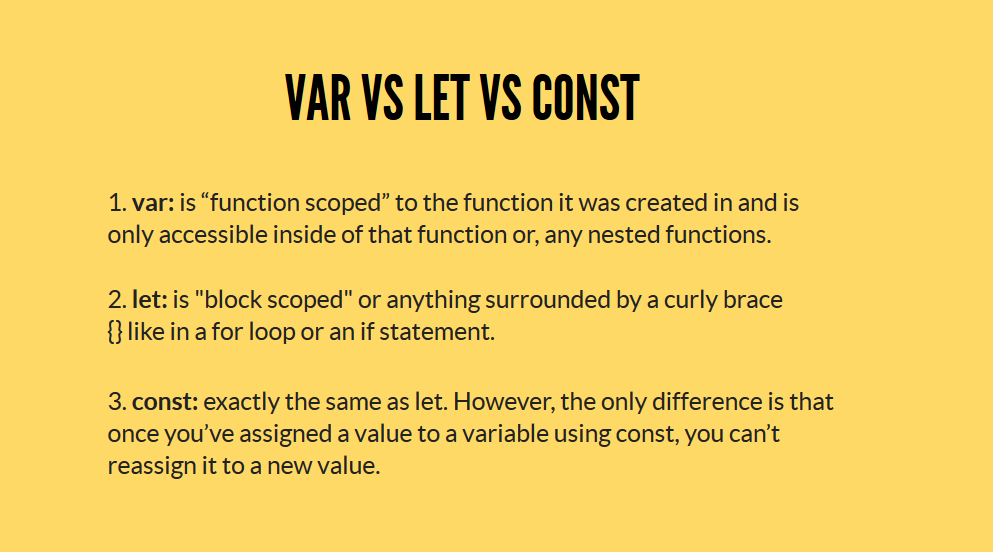 VAR VS LET VS CONST
1. var: is “function scoped” to the function it was created in and is
only accessible inside of that function or, any nested functions.
2. let: is "block scoped" or anything surrounded by a curly brace
{} like in a for loop or an if statement.
3. const: exactly the same as let. However, the only difference is that
once you’ve assigned a value to a variable using const, you can’t
reassign it to a new value.